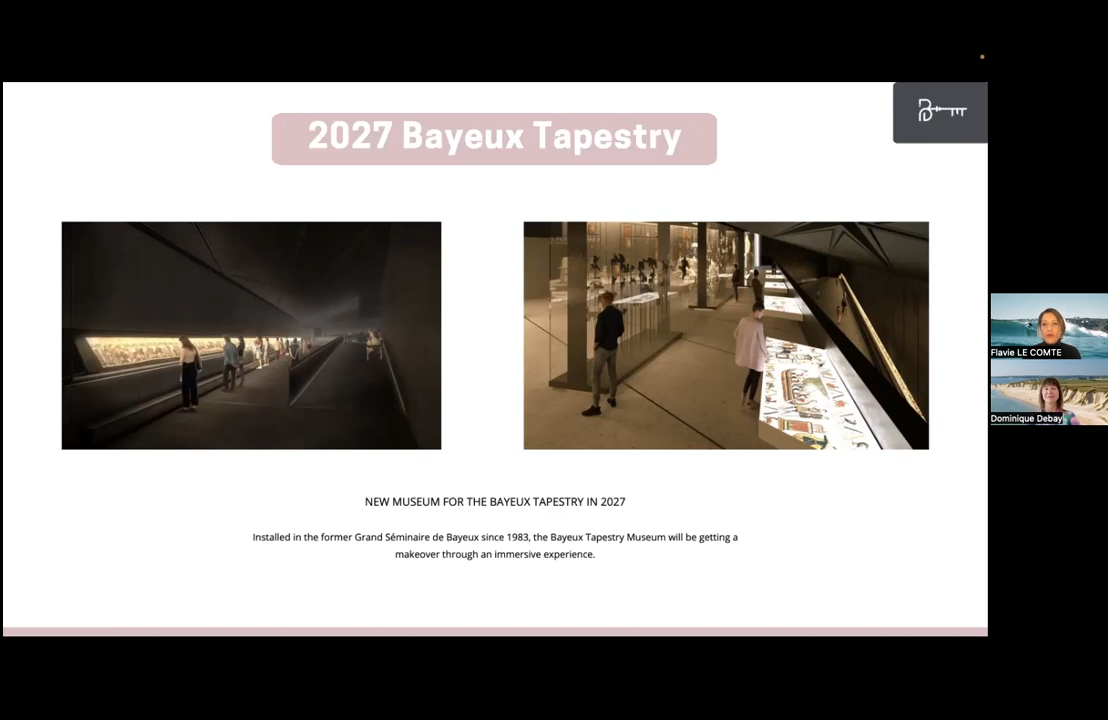 2027 Bayeux Tapestry
NEW MUSEUM FOR THE BAYEUX TAPESTRY IN 2027
Installed in the former Grand Séminaire de Bayeux since 1983, the Bayeux Tapestry Museum will be getting a
makeover through an immersive experience.
Flavie LE COMTE
Dominique Debay